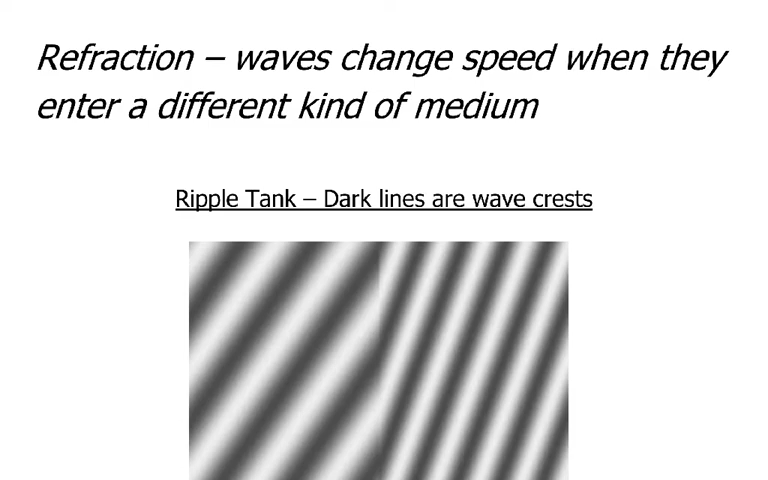 Refraction – waves change speed when they
enter a different kind of medium
Ripple Tank – Dark lines are wave crests